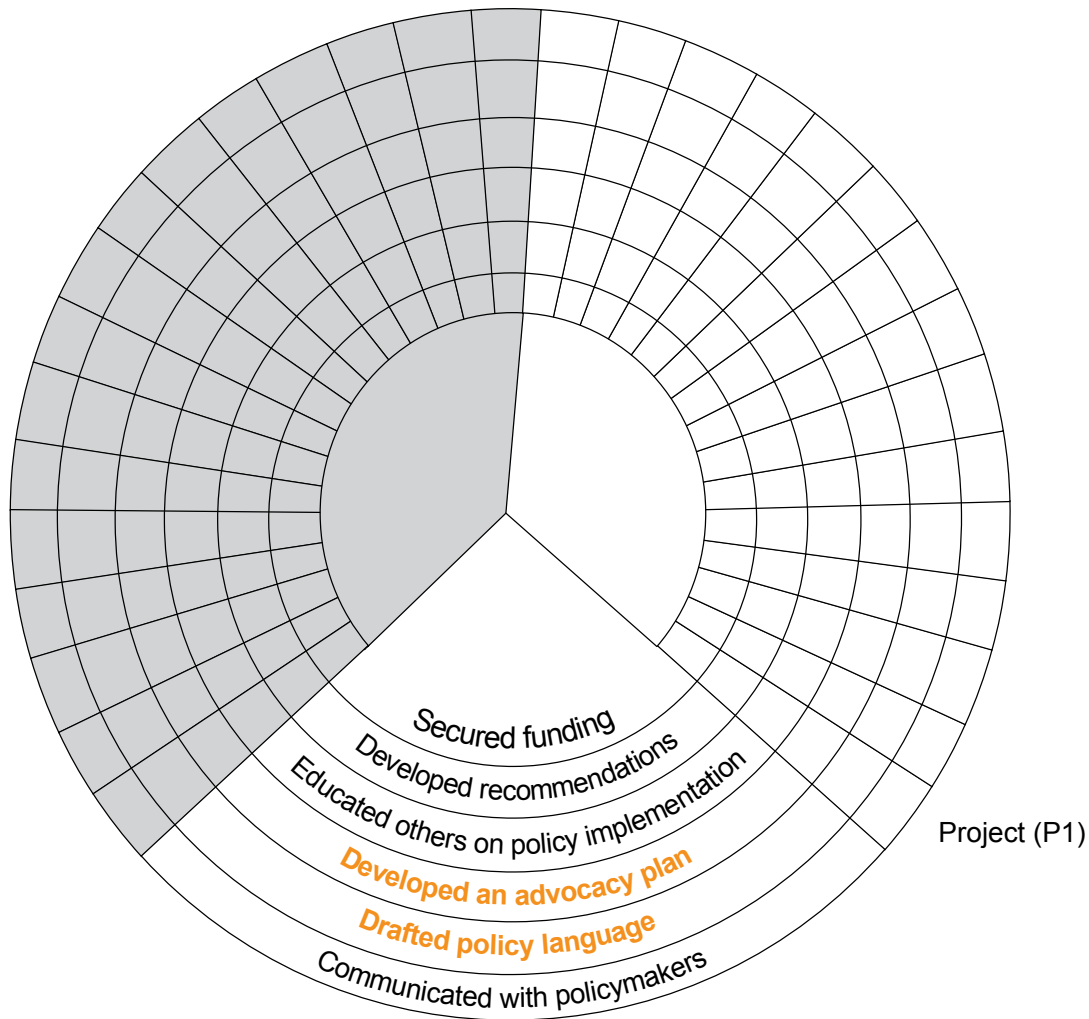 Secured funding
Developed recommendations
Educated others on policy implementation
Project (P1)
Developed an advocacy plan
Drafted policy language
Communicated with policymakers